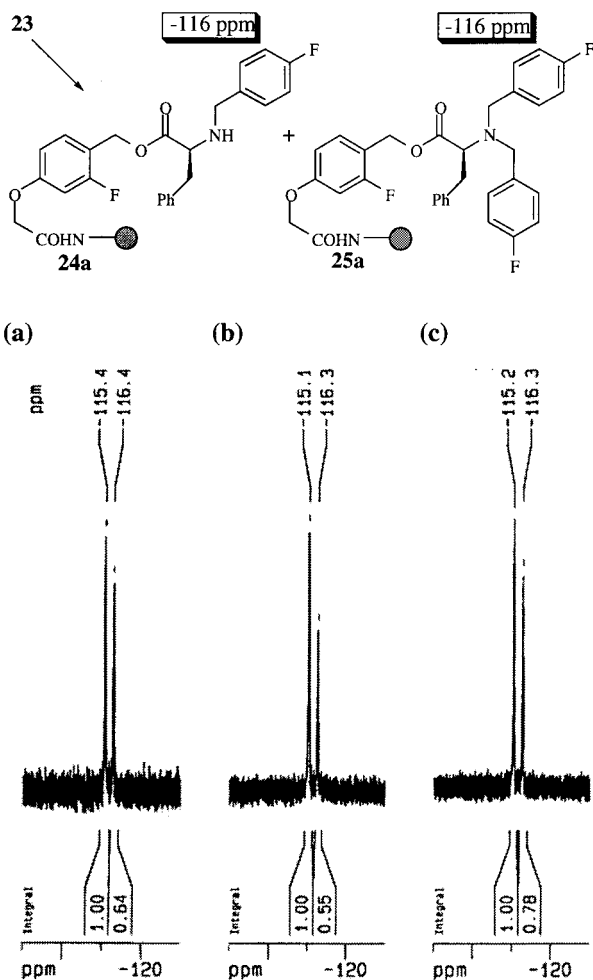 23
-116 ppm
-116 ppm
F
F
O
NH
+
O
N
O
O
F
Ph
F
Ph
O
O
COHN
COHN
F
24a
25a
(a)
(b)
(c)
ppm
-115.4
-116.4
-115.1
-116.3
-115.2
-116.3
Integral
1.00
0.64
Integral
1.00
0.55
Integral
1.00
0.78
ppm -120
ppm -120
ppm -120